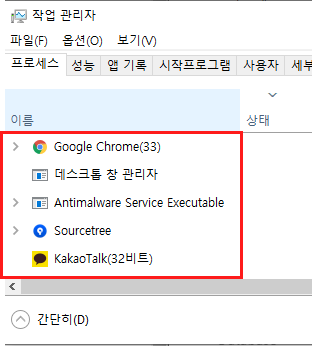 작업 관리자
파일(F) 옵션(O) 보기(V)
프로세스 성능 앱 기록 시작프로그램 사용자 세부
이름 상태
Google Chrome(33)
데스크톱 창 관리자
Antimalware Service Executable
Sourcetree
KakaoTalk(32비트)
간단히(D)